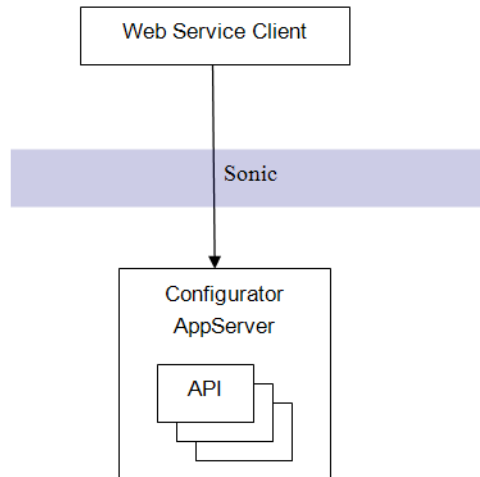 Web Service Client
Sonic
Configurator
AppServer
API